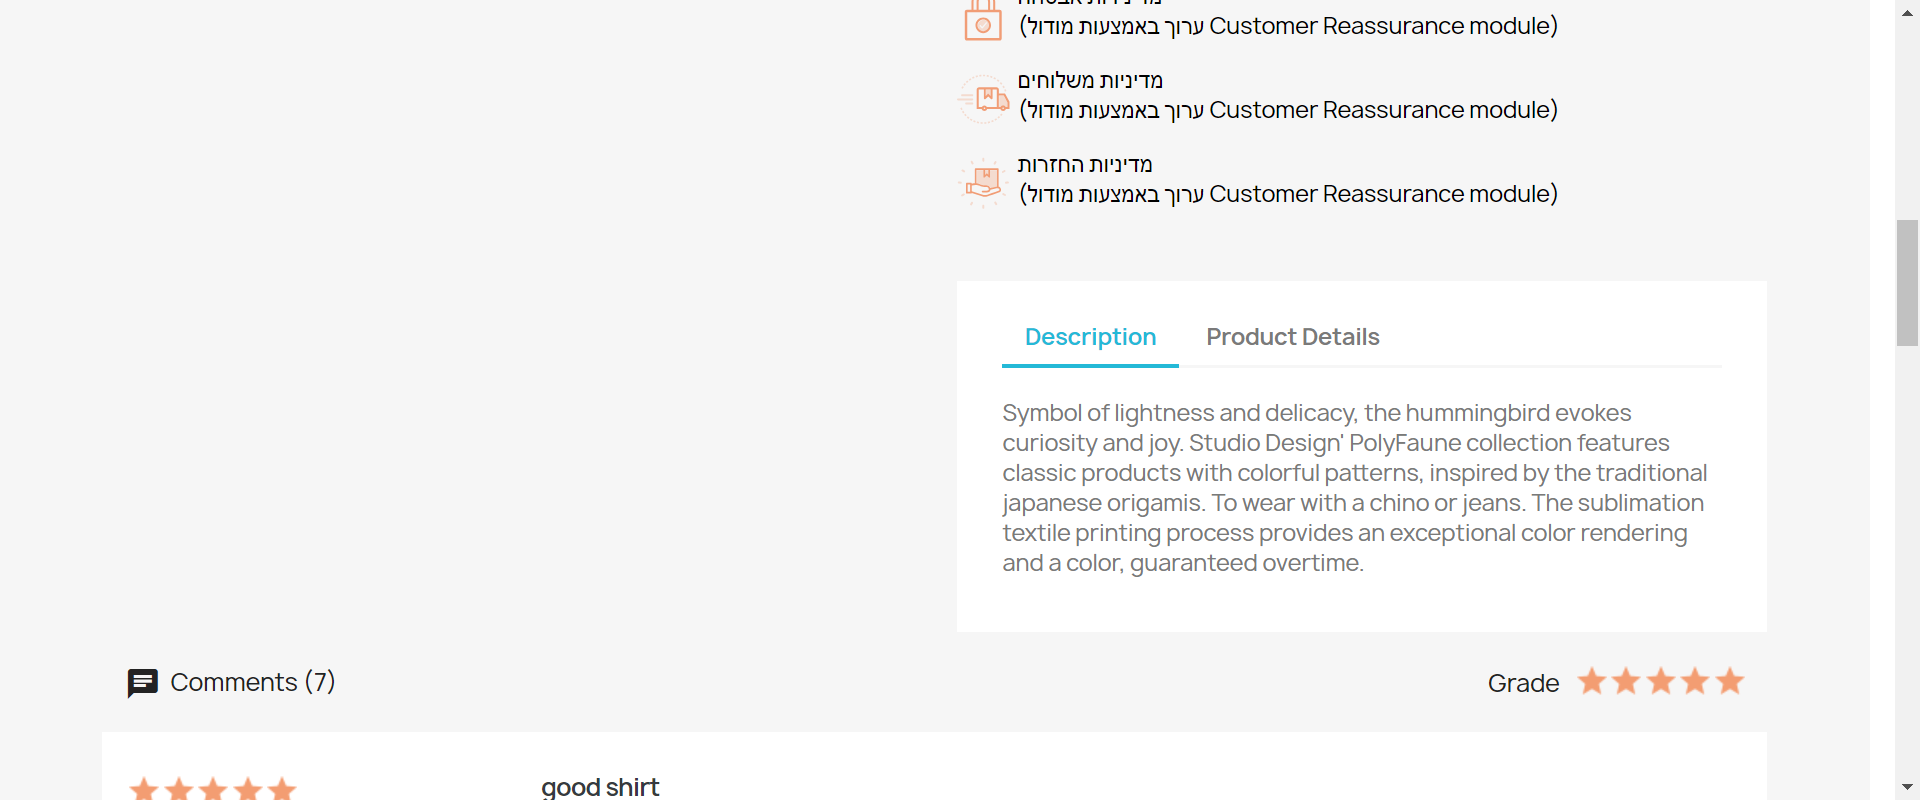 מדיניות אבטחה
(ערוך באמצעות מודול Customer Reassurance module)
מדיניות משלוחים
(ערוך באמצעות מודול Customer Reassurance module)
מדיניות החזרות
(ערוך באמצעות מודול Customer Reassurance module)
Description Product Details
Symbol of lightness and delicacy, the hummingbird evokes
curiosity and joy. Studio Design' PolyFaune collection features
classic products with colorful patterns, inspired by the traditional
japanese origamis. To wear with a chino or jeans. The sublimation
textile printing process provides an exceptional color rendering
and a color, guaranteed overtime.
Comments (7)
Grade
good shirt